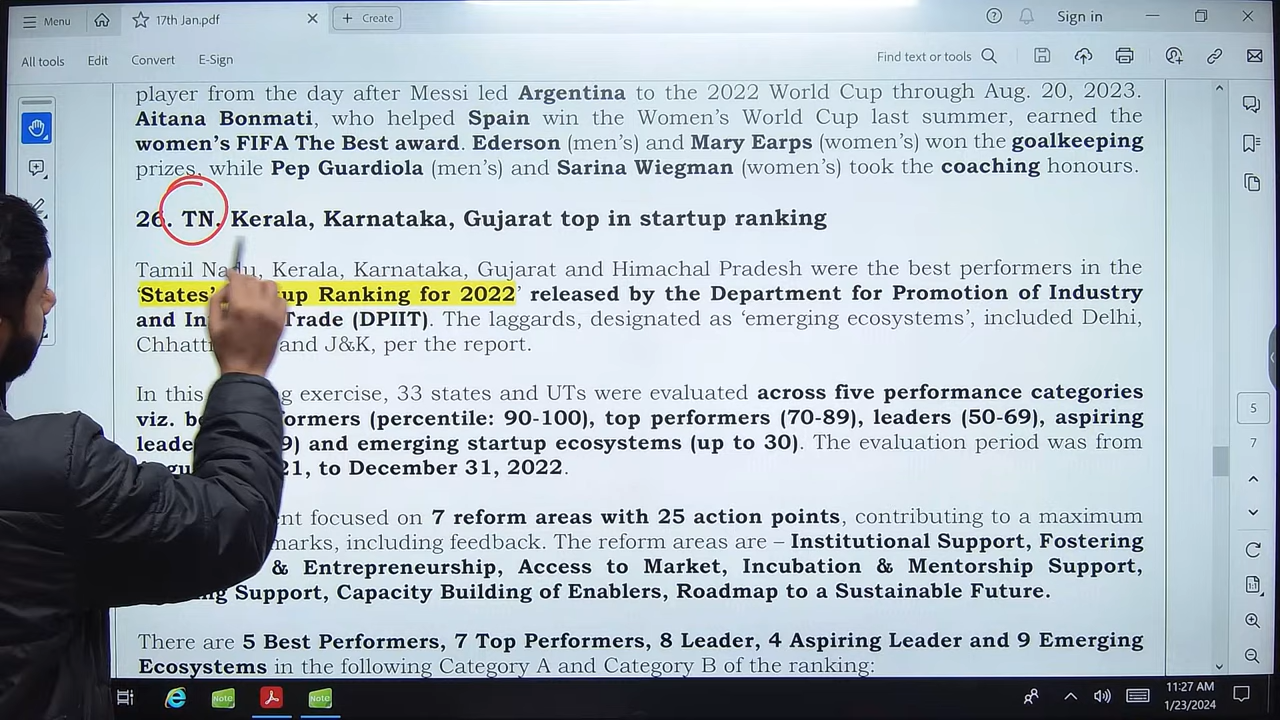 Menu
17th Jan.pdf
Create
Sign in
All tools Edit Convert E-Sign
Find text or tools
player from the day after Messi led Argentina to the 2022 World Cup through Aug. 20, 2023.
Aitana Bonmati, who helped Spain win the Women's World Cup last summer, earned the
women's FIFA The Best award. Ederson (men's) and Mary Earps (women's) won the goalkeeping
prizes, while Pep Guardiola (men's) and Sarina Wiegman (women's) took the coaching honours.
26. TN. Kerala, Karnataka, Gujarat top in startup ranking
Tamil Nadu, Kerala, Karnataka, Gujarat and Himachal Pradesh were the best performers in the
'States' Ranking for 2022' released by the Department for Promotion of Industry
and Trade (DPIIT). The laggards, designated as 'emerging ecosystems', included Delhi,
and J&K, per the report.
In this exercise, 33 states and UTs were evaluated across five performance categories
viz. (percentile: 90-100), top performers (70-89), leaders (50-69), aspiring
and emerging startup ecosystems (up to 30). The evaluation period was from
to December 31, 2022.
focused on 7 reform areas with 25 action points, contributing to a maximum
marks, including feedback. The reform areas are – Institutional Support, Fostering
& Entrepreneurship, Access to Market, Incubation & Mentorship Support,
Support, Capacity Building of Enablers, Roadmap to a Sustainable Future.
There are 5 Best Performers, 7 Top Performers, 8 Leader, 4 Aspiring Leader and 9 Emerging
Ecosystems in the following Category A and Category B of the ranking:
5
7
Note
Note
11:27 AM
1/23/2024